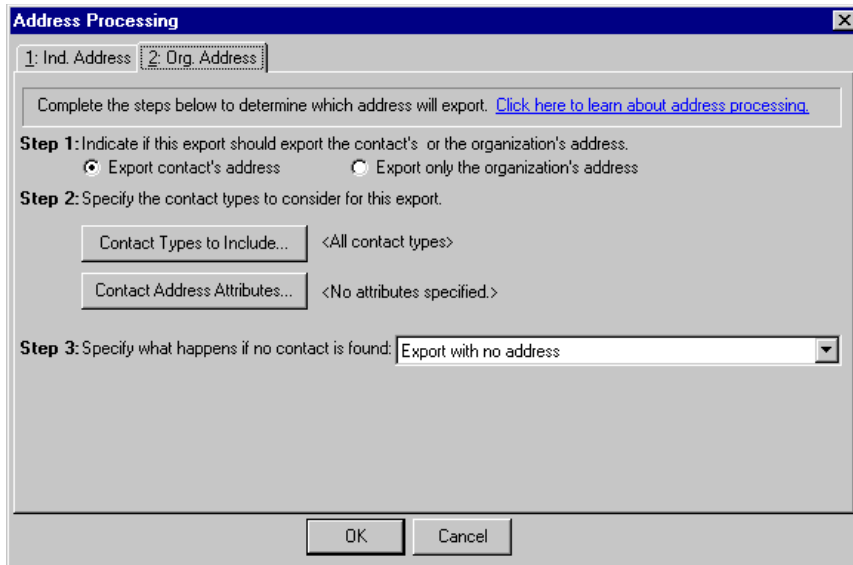 Address Processing
1: Ind. Address 2: Org. Address
Complete the steps below to determine which address will export. Click here to learn about address processing.
Step 1: Indicate if this export should export the contact's or the organization's address.
Export contact's address Export only the organization's address
Step 2: Specify the contact types to consider for this export.
Contact Types to Include... <All contact types>
Contact Address Attributes... <No attributes specified.>
Step 3: Specify what happens if no contact is found: Export with no address
OK Cancel